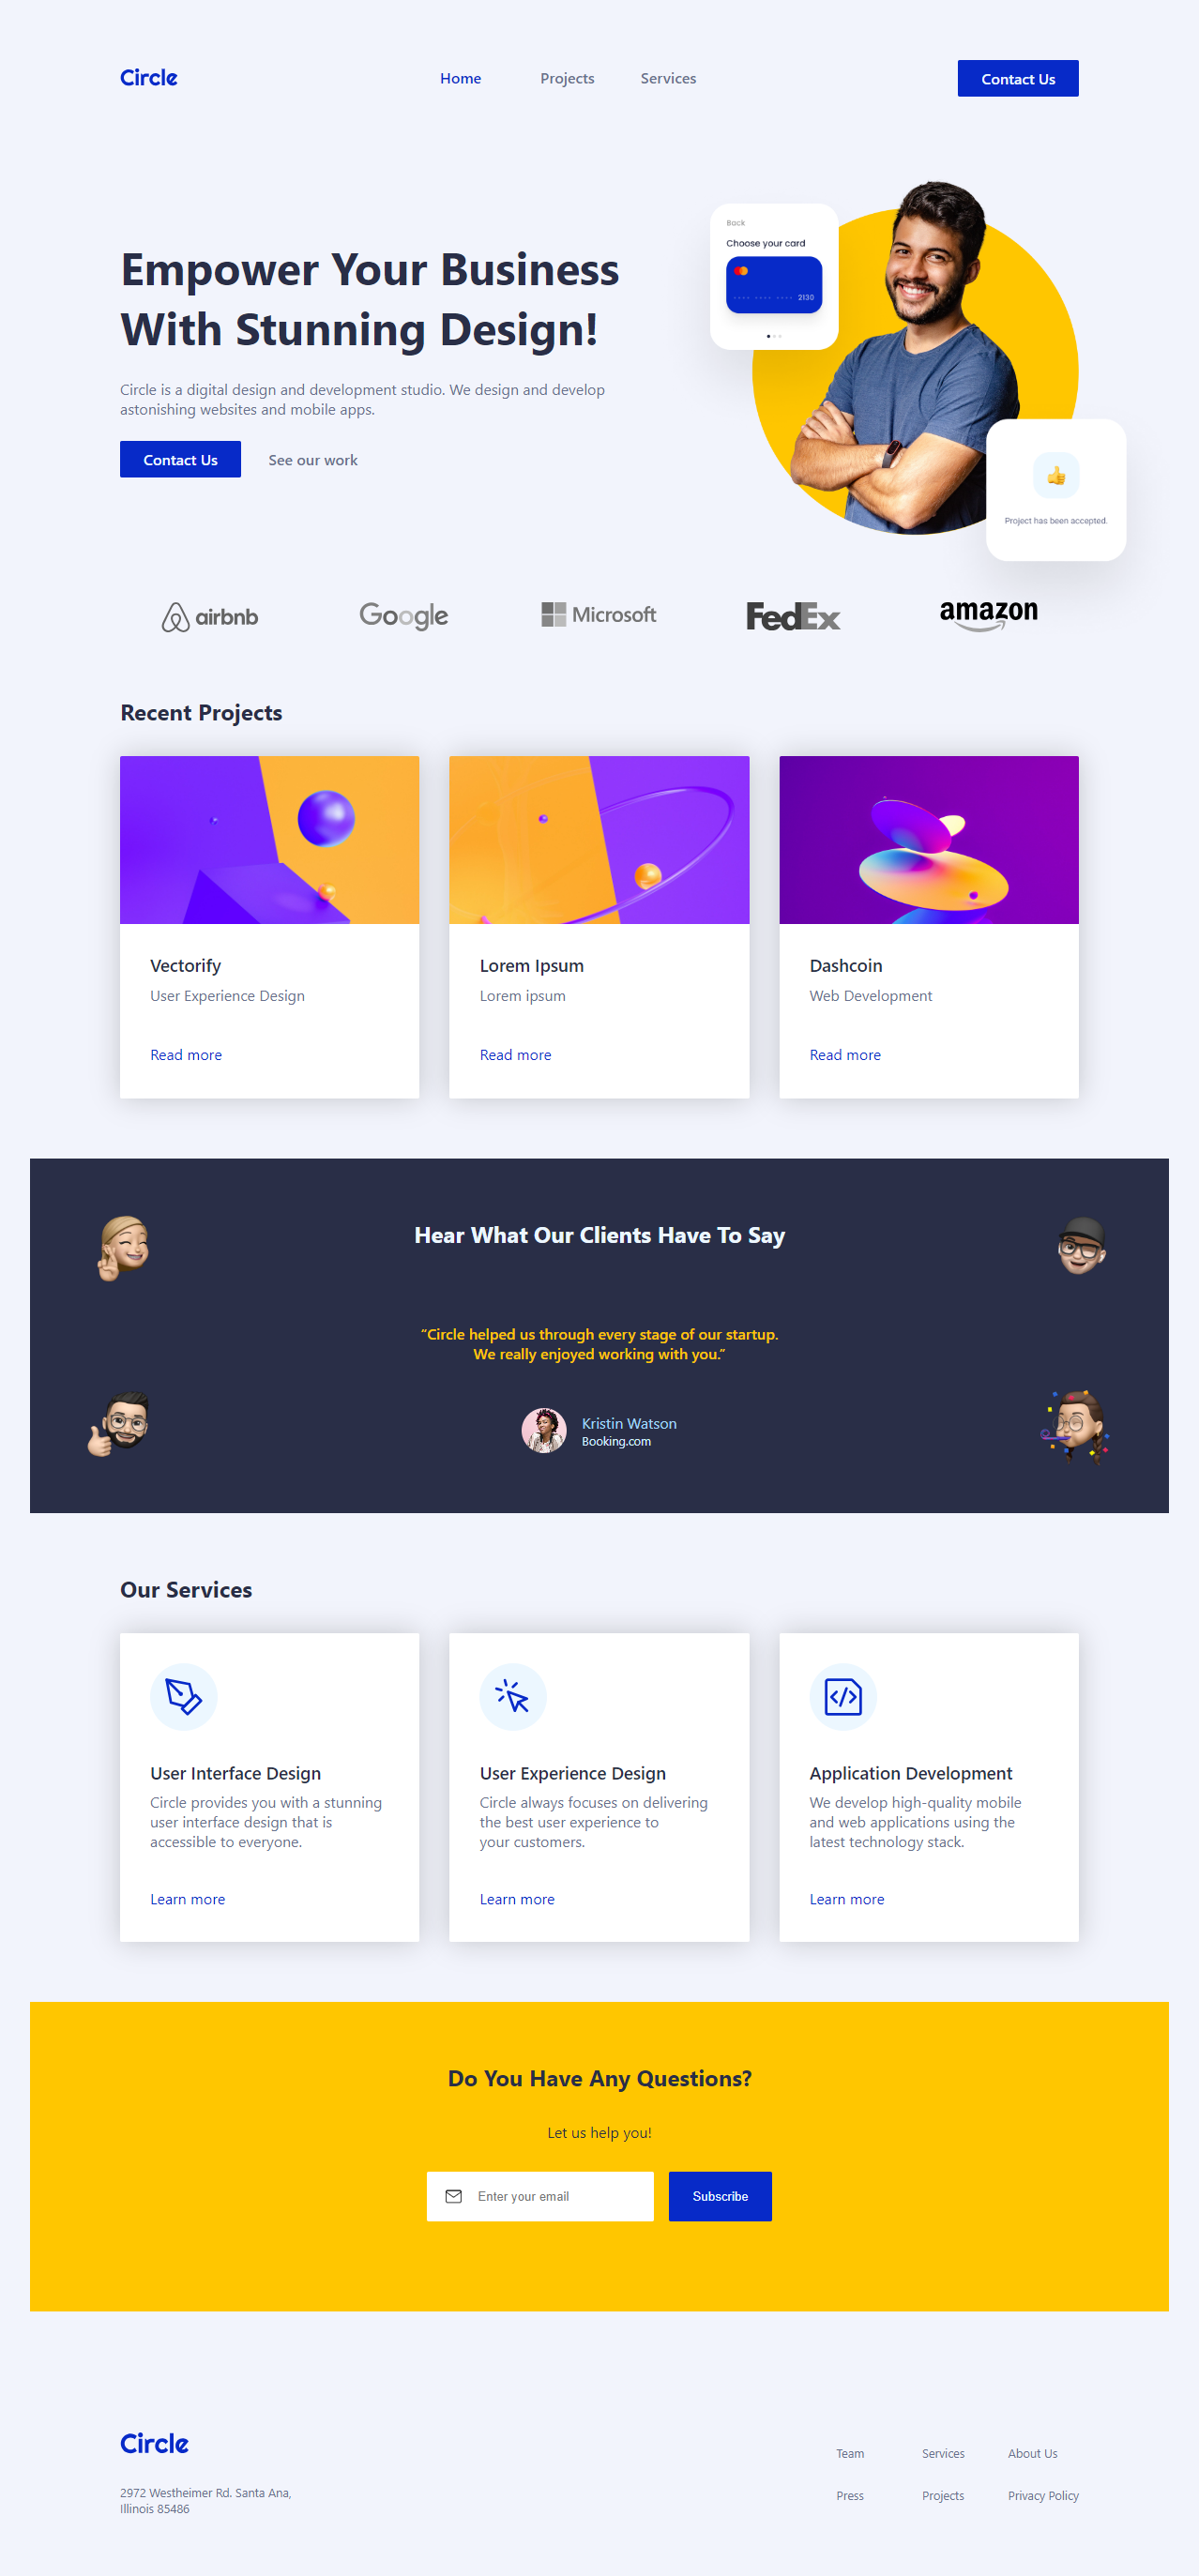 Circle
Home
Projects
Services
Contact Us
Empower Your Business
With Stunning Design!
Circle is a digital design and development studio. We design and develop
astonishing websites and mobile apps.
Contact Us
See our work
Back
Choose your card
2130
Project has been accepted.
airbnb
Google
Microsoft
FedEx
amazon
Recent Projects
Vectorify
User Experience Design
Read more
Lorem Ipsum
Lorem ipsum
Read more
Dashcoin
Web Development
Read more
Hear What Our Clients Have To Say
“Circle helped us through every stage of our startup.
We really enjoyed working with you.”
Kristin Watson
Booking.com
Our Services
User Interface Design
Circle provides you with a stunning
user interface design that is
accessible to everyone.
Learn more
User Experience Design
Circle always focuses on delivering
the best user experience to
your customers.
Learn more
Application Development
We develop high-quality mobile
and web applications using the
latest technology stack.
Learn more
Do You Have Any Questions?
Let us help you!
Enter your email
Subscribe
Circle
2972 Westheimer Rd. Santa Ana,
Illinois 85486
Team
Services
About Us
Press
Projects
Privacy Policy